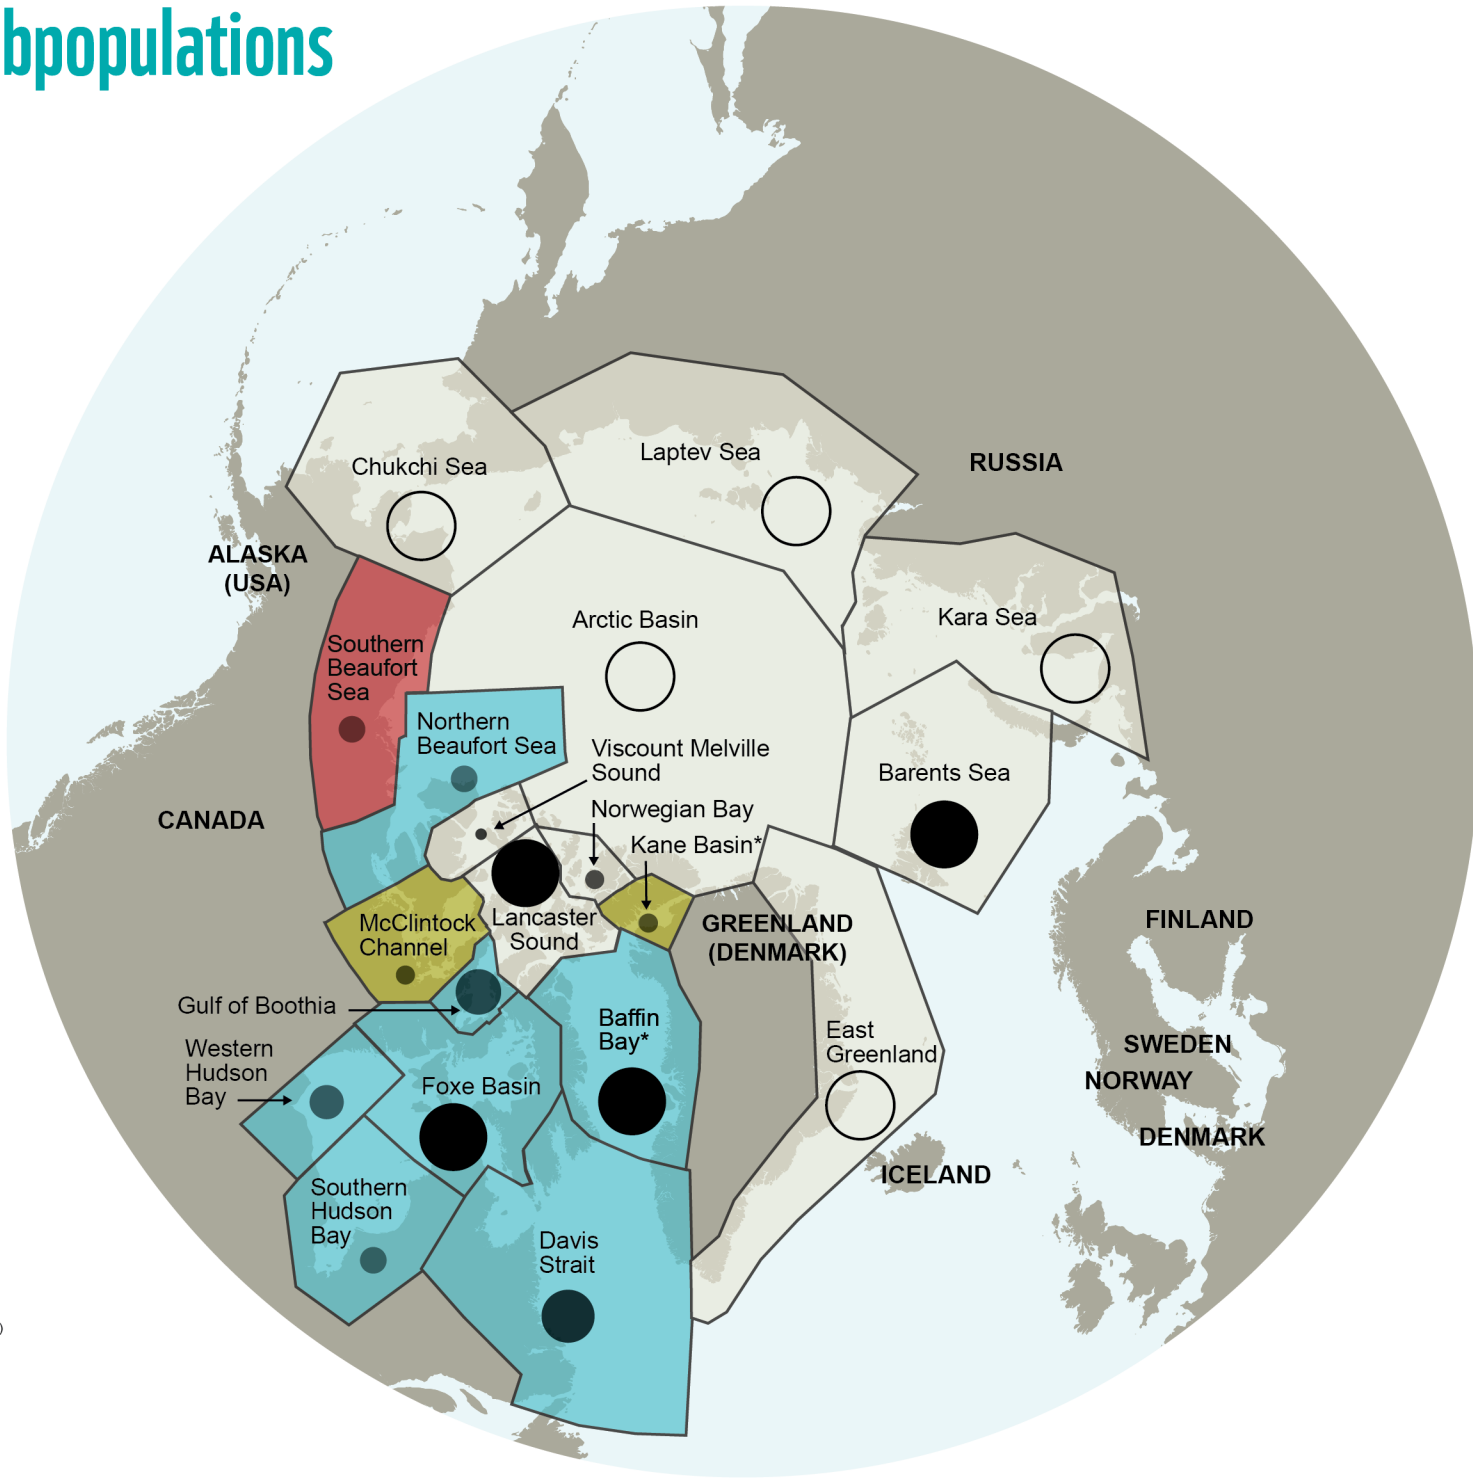 bpopulations
Chukchi Sea
Laptev Sea
RUSSIA
ALASKA
(USA)
Arctic Basin
Kara Sea
Southern
Beaufort
Sea
Northern
Beaufort Sea
Viscount Melville
Sound
Barents Sea
CANADA
Norwegian Bay
Kane Basin*
McClintock
Channel
Lancaster
Sound
GREENLAND
(DENMARK)
FINLAND
Gulf of Boothia
Baffin
Bay*
East
Greenland
Western
Hudson
Bay
SWEDEN
Foxe Basin
NORWAY
DENMARK
ICELAND
Southern
Hudson
Bay
Davis
Strait
)